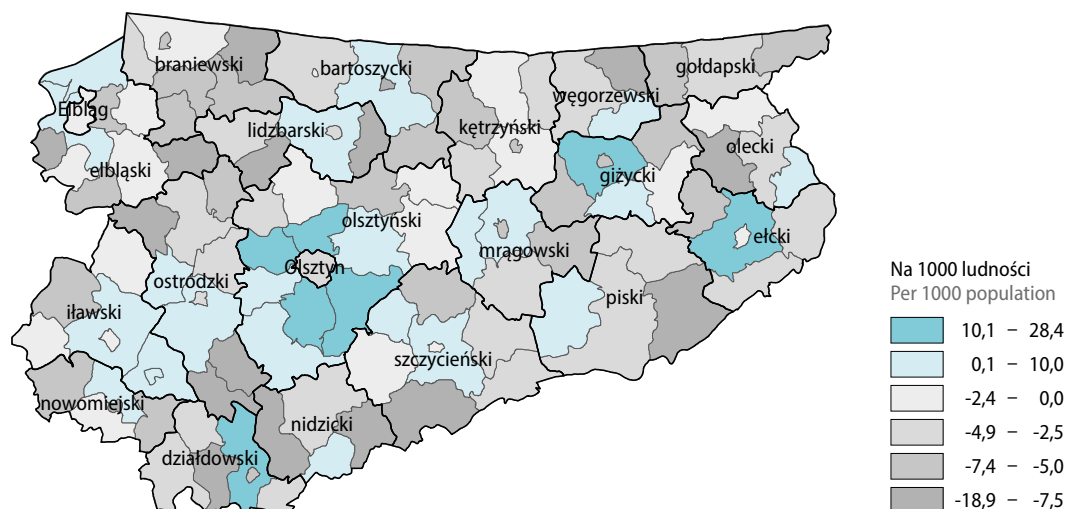 braniewski
bartoszycki
gołdapski
węgorzewski
Elbląg
lidzbarski
kętrzyński
olecki
elbląski
giżycki
olsztyński
mrągowski
ełcki
Olsztyn
ostródzki
piski
iławski
szczycieński
nowomiejski
nidzicki
działdowski
Na 1000 ludności
Per 1000 population
10,1 – 28,4
0,1 – 10,0
-2,4 – 0,0
-4,9 – -2,5
-7,4 – -5,0
-18,9 – -7,5